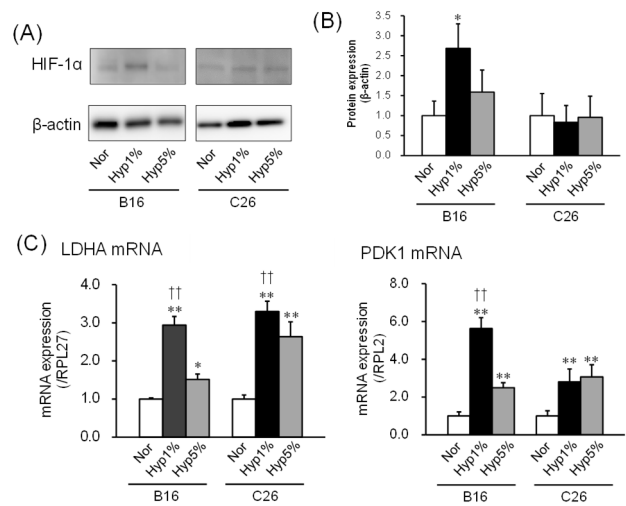 (A)
HIF-1α
β-actin
Nor Hyp1% Hyp5% Nor Hyp1% Hyp5%
B16 C26
(B)
Protein expression
(β-actin)
3.5
3.0
2.5
2.0
1.5
1.0
0.5
0.0
*
Nor Hyp1% Hyp5% Nor Hyp1% Hyp5%
B16 C26
(C) LDHA mRNA
mRNA expression
(/RPL27)
4.0
3.0
2.0
1.0
0.0
†† ††
** * ** **
Nor Hyp1% Hyp5% Nor Hyp1% Hyp5%
B16 C26
PDK1 mRNA
mRNA expression
(/RPL2)
8.0
6.0
4.0
2.0
0.0
††
** ** ** **
Nor Hyp1% Hyp5% Nor Hyp1% Hyp5%
B16 C26